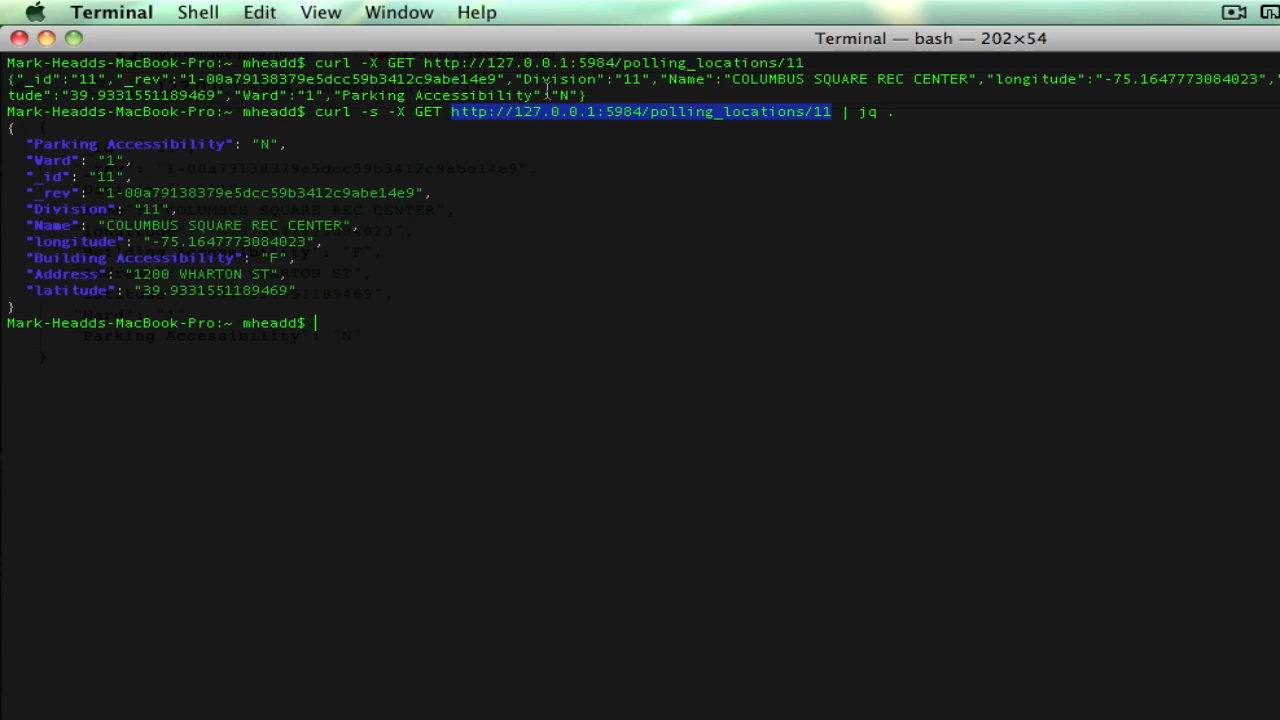 Terminal Shell Edit View Window Help
Terminal — bash — 202×54
Mark-Headds-MacBook-Pro:~ mheadd$ curl -X GET http://127.0.0.1:5984/polling_locations/11
{"_id":"11","_rev":"1-00a79138379e5dcc59b3412c9abe14e9","Division":"11","Name":"COLUMBUS SQUARE REC CENTER","longitude":"-75.1647773084023","
tude":"39.9331551189469","Ward":"1","Parking Accessibility":"N"}
Mark-Headds-MacBook-Pro:~ mheadd$ curl -s -X GET http://127.0.0.1:5984/polling_locations/11 | jq .
{
"Parking Accessibility": "N",
"Ward": "1",
"_id": "11",
"_rev": "1-00a79138379e5dcc59b3412c9abe14e9",
"Division": "11",
"Name": "COLUMBUS SQUARE REC CENTER",
"longitude": "-75.1647773084023",
"Building Accessibility": "F",
"Address": "1200 WHARTON ST",
"latitude": "39.9331551189469"
}
Mark-Headds-MacBook-Pro:~ mheadd$